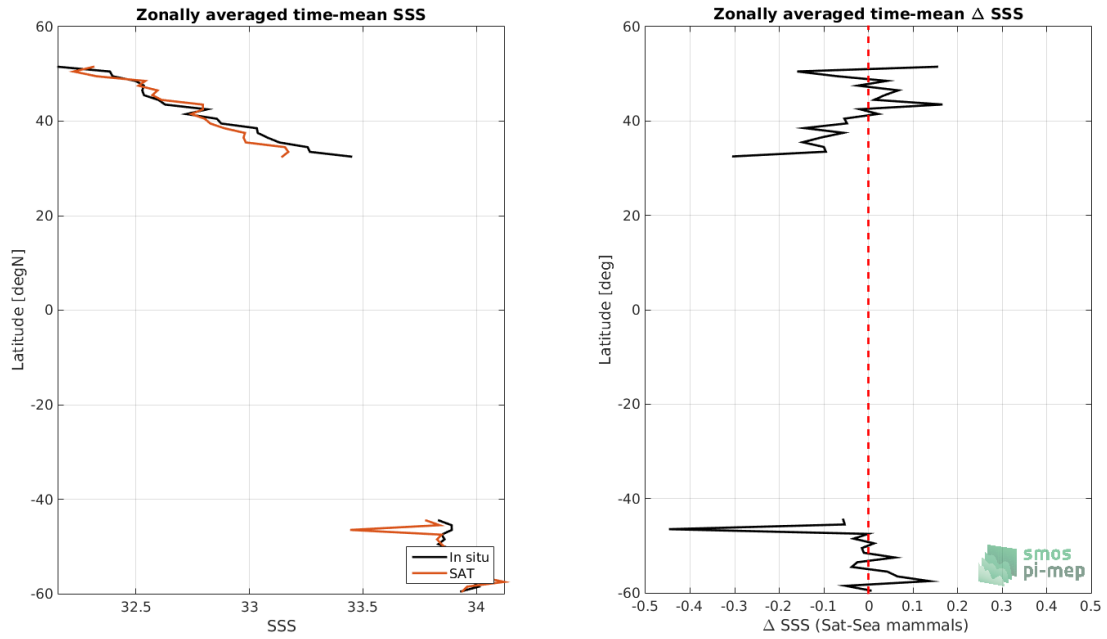 Zonally averaged time-mean SSS
60
40
20
0
-20
-40
-60
Latitude [degN]
32.5
33
33.5
34
SSS
In situ
SAT
Zonally averaged time-mean Δ SSS
60
40
20
0
-20
-40
-60
Latitude [deg]
-0.5
-0.4
-0.3
-0.2
-0.1
0
0.1
0.2
0.3
0.4
0.5
Δ SSS (Sat-Sea mammals)
smos
pi-mep